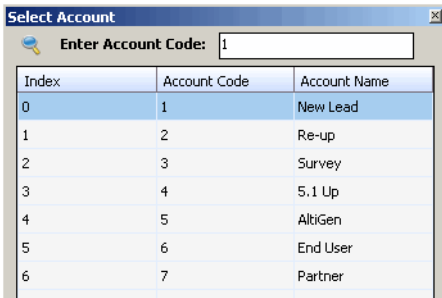 Select Account
Enter Account Code: 1
Index Account Code Account Name
0 1 New Lead
1 2 Re-up
2 3 Survey
3 4 5.1 Up
4 5 AltiGen
5 6 End User
6 7 Partner